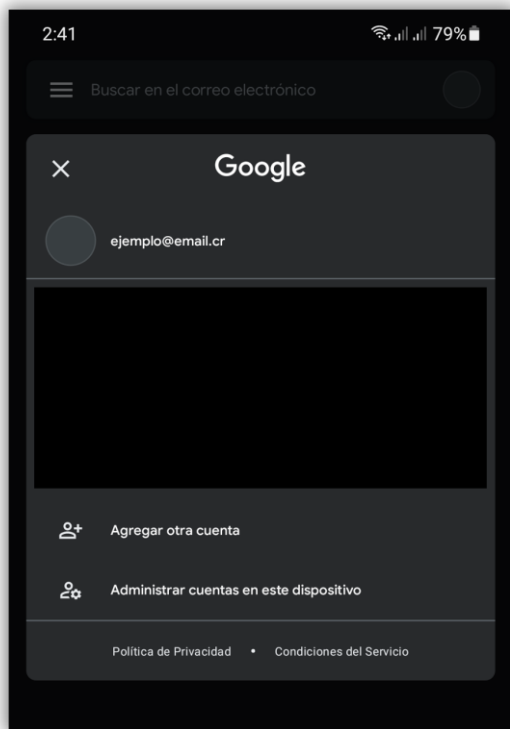 2:41 79%
Buscar en el correo electrónico
Google
ejemplo@email.cr
Agregar otra cuenta
Administrar cuentas en este dispositivo
Política de Privacidad • Condiciones del Servicio